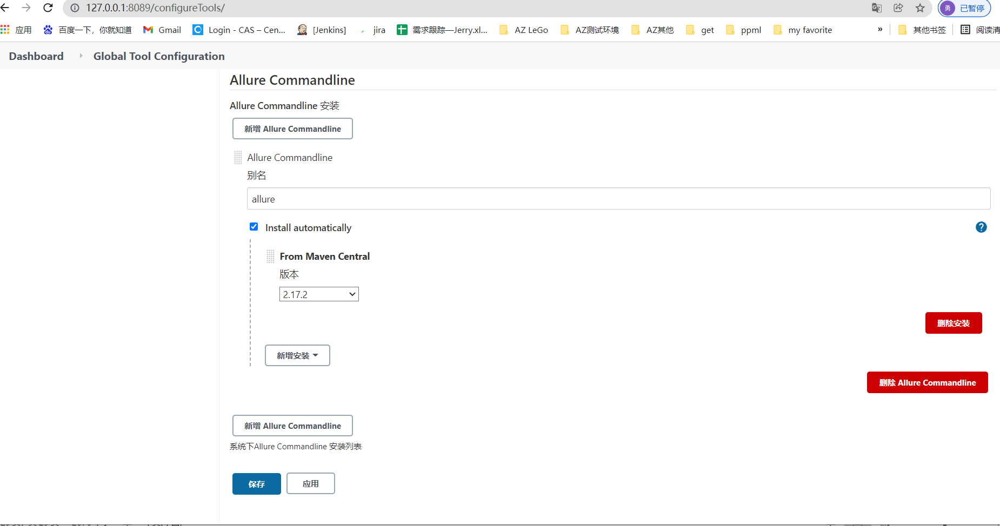 127.0.0.1:8089/configureTools/
勇 已暂停
应用 百度一下，你就知道 Gmail Login - CAS – Cen... [Jenkins] jira 需求跟踪—Jerry.xl... AZ LeGo AZ测试环境 AZ其他 get ppml my favorite » 其他书签 阅读清
Dashboard Global Tool Configuration
Allure Commandline
Allure Commandline 安装
新增 Allure Commandline
Allure Commandline
别名
allure
Install automatically
?
From Maven Central
版本
2.17.2
删除安装
新增安装
删除 Allure Commandline
新增 Allure Commandline
系统下Allure Commandline 安装列表
保存 应用